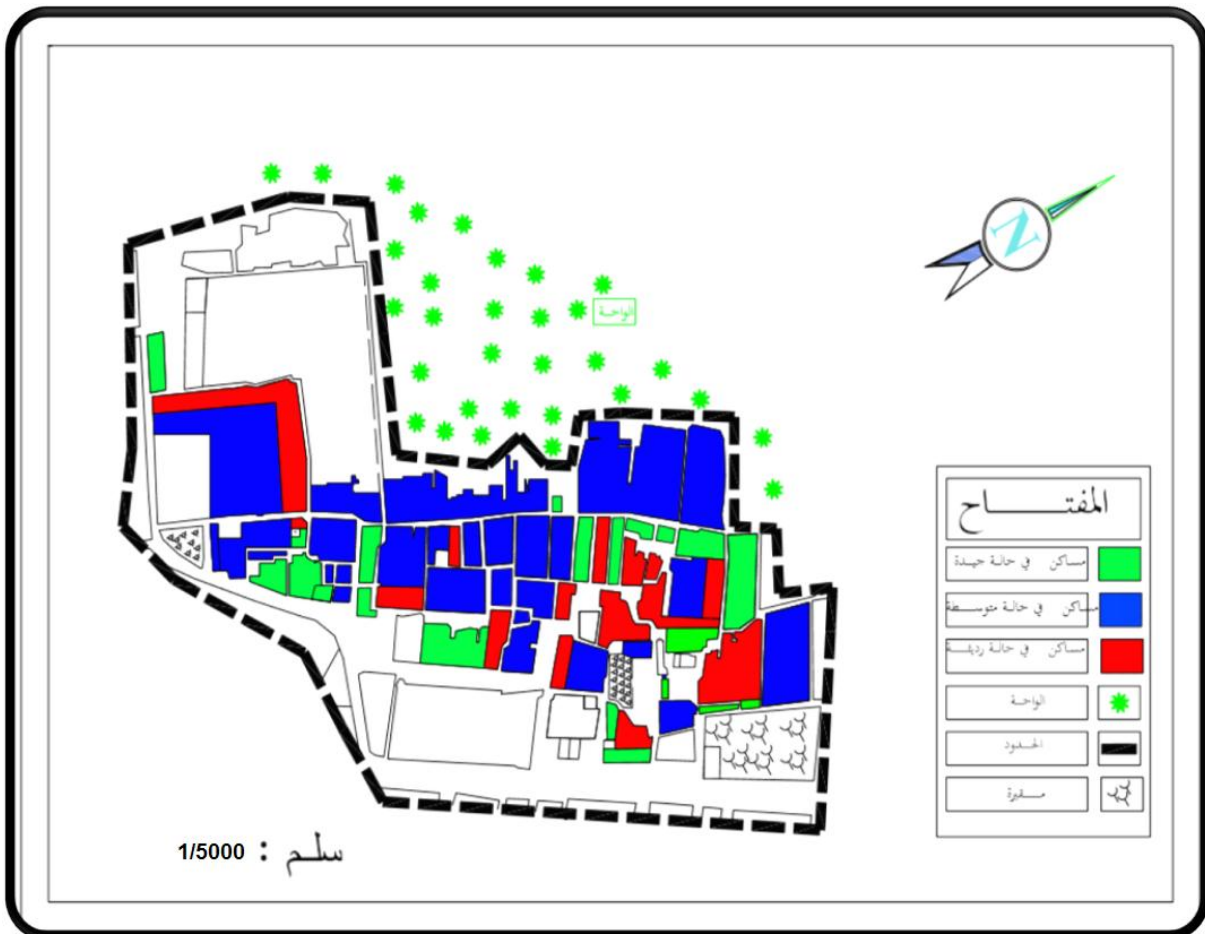 N
الواحة
المفتاح
مساكن في حالة جيدة
مساكن في حالة متوسطة
مساكن في حالة رديئة
الواحة
الحدود
مقبرة
سلم : 1/5000